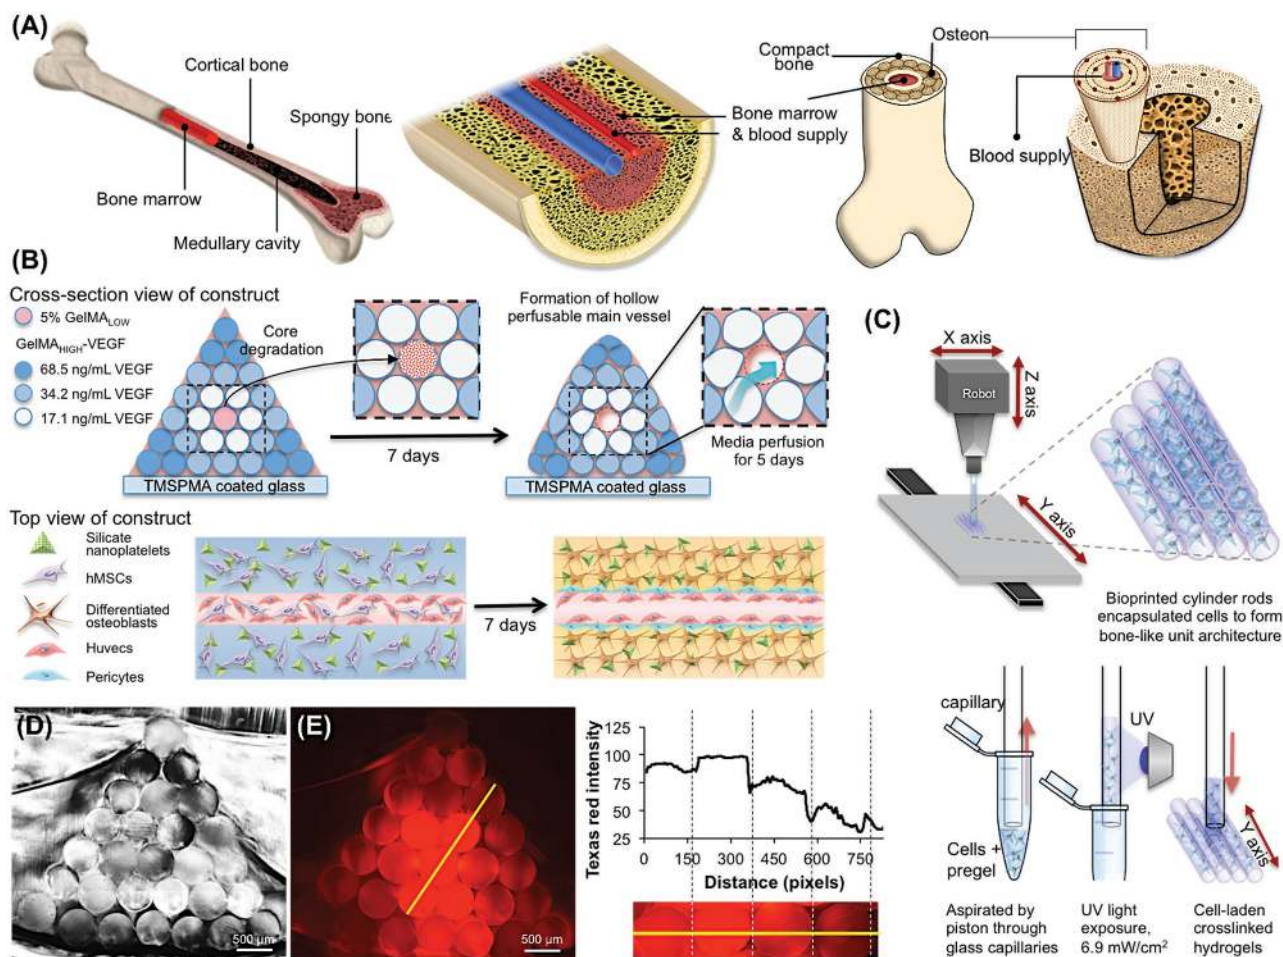 (A)
Cortical bone
Spongy bone
Bone marrow
Medullary cavity
Compact
bone
Osteon
Bone marrow
& blood supply
Blood supply
(B)
Cross-section view of construct
5% GelMALOW
GelMAHIGH-VEGF
68.5 ng/mL VEGF
34.2 ng/mL VEGF
17.1 ng/mL VEGF
Core
degradation
7 days
TMSPMA coated glass
Formation of hollow
perfusable main vessel
Media perfusion
for 5 days
TMSPMA coated glass
Top view of construct
Silicate
nanoplatelets
hMSCs
Differentiated
osteoblasts
Huvecs
Pericytes
7 days
(C)
X axis
Z axis
Robot
Y axis
Bioprinted cylinder rods
encapsulated cells to form
bone-like unit architecture
capillary
UV
Cells +
pregel
Y axis
Aspirated by
piston through
glass capillaries
UV light
exposure,
6.9 mW/cm²
Cell-laden
crosslinked
hydrogels
(D)
500 µm
(E)
500 µm
Texas red intensity
125
100
75
50
25
0 150 300 450 600 750
Distance (pixels)